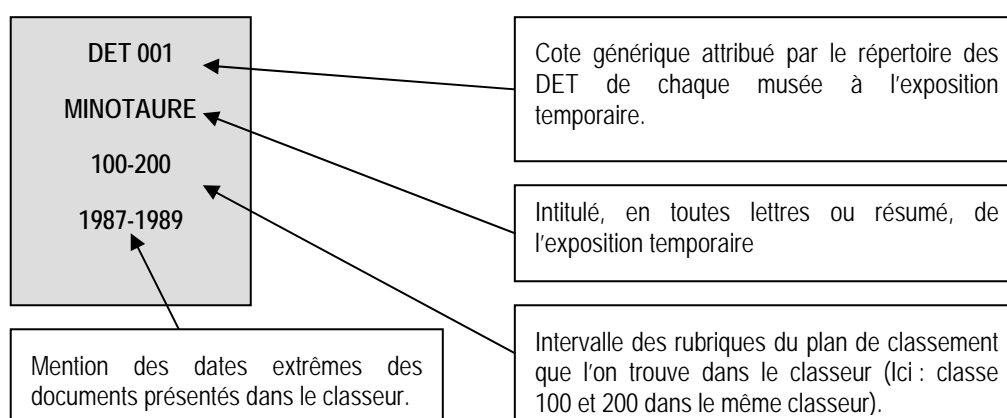 DET 001
MINOTAURE
100-200
1987-1989
Cote générique attribué par le répertoire des
DET de chaque musée à l'exposition
temporaire.
Intitulé, en toutes lettres ou résumé, de
l'exposition temporaire
Mention des dates extrêmes des
documents présentés dans le classeur.
Intervalle des rubriques du plan de classement
que l'on trouve dans le classeur (Ici : classe
100 et 200 dans le même classeur).